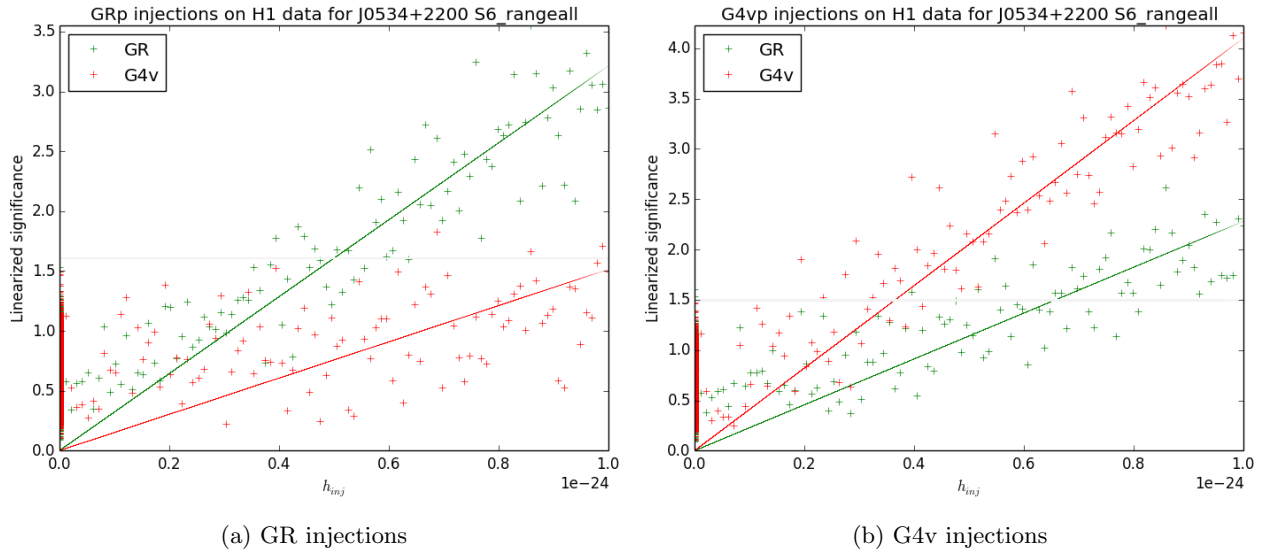 GRp injections on H1 data for J0534+2200 S6_rangeall
3.5
3.0
2.5
2.0
1.5
1.0
0.5
0.0
Linearized significance
GR
G4v
0.0 0.2 0.4 0.6 0.8 1.0
1e−24
h_inj
(a) GR injections
G4vp injections on H1 data for J0534+2200 S6_rangeall
4.0
3.5
3.0
2.5
2.0
1.5
1.0
0.5
0.0
Linearized significance
GR
G4v
0.0 0.2 0.4 0.6 0.8 1.0
1e−24
h_inj
(b) G4v injections